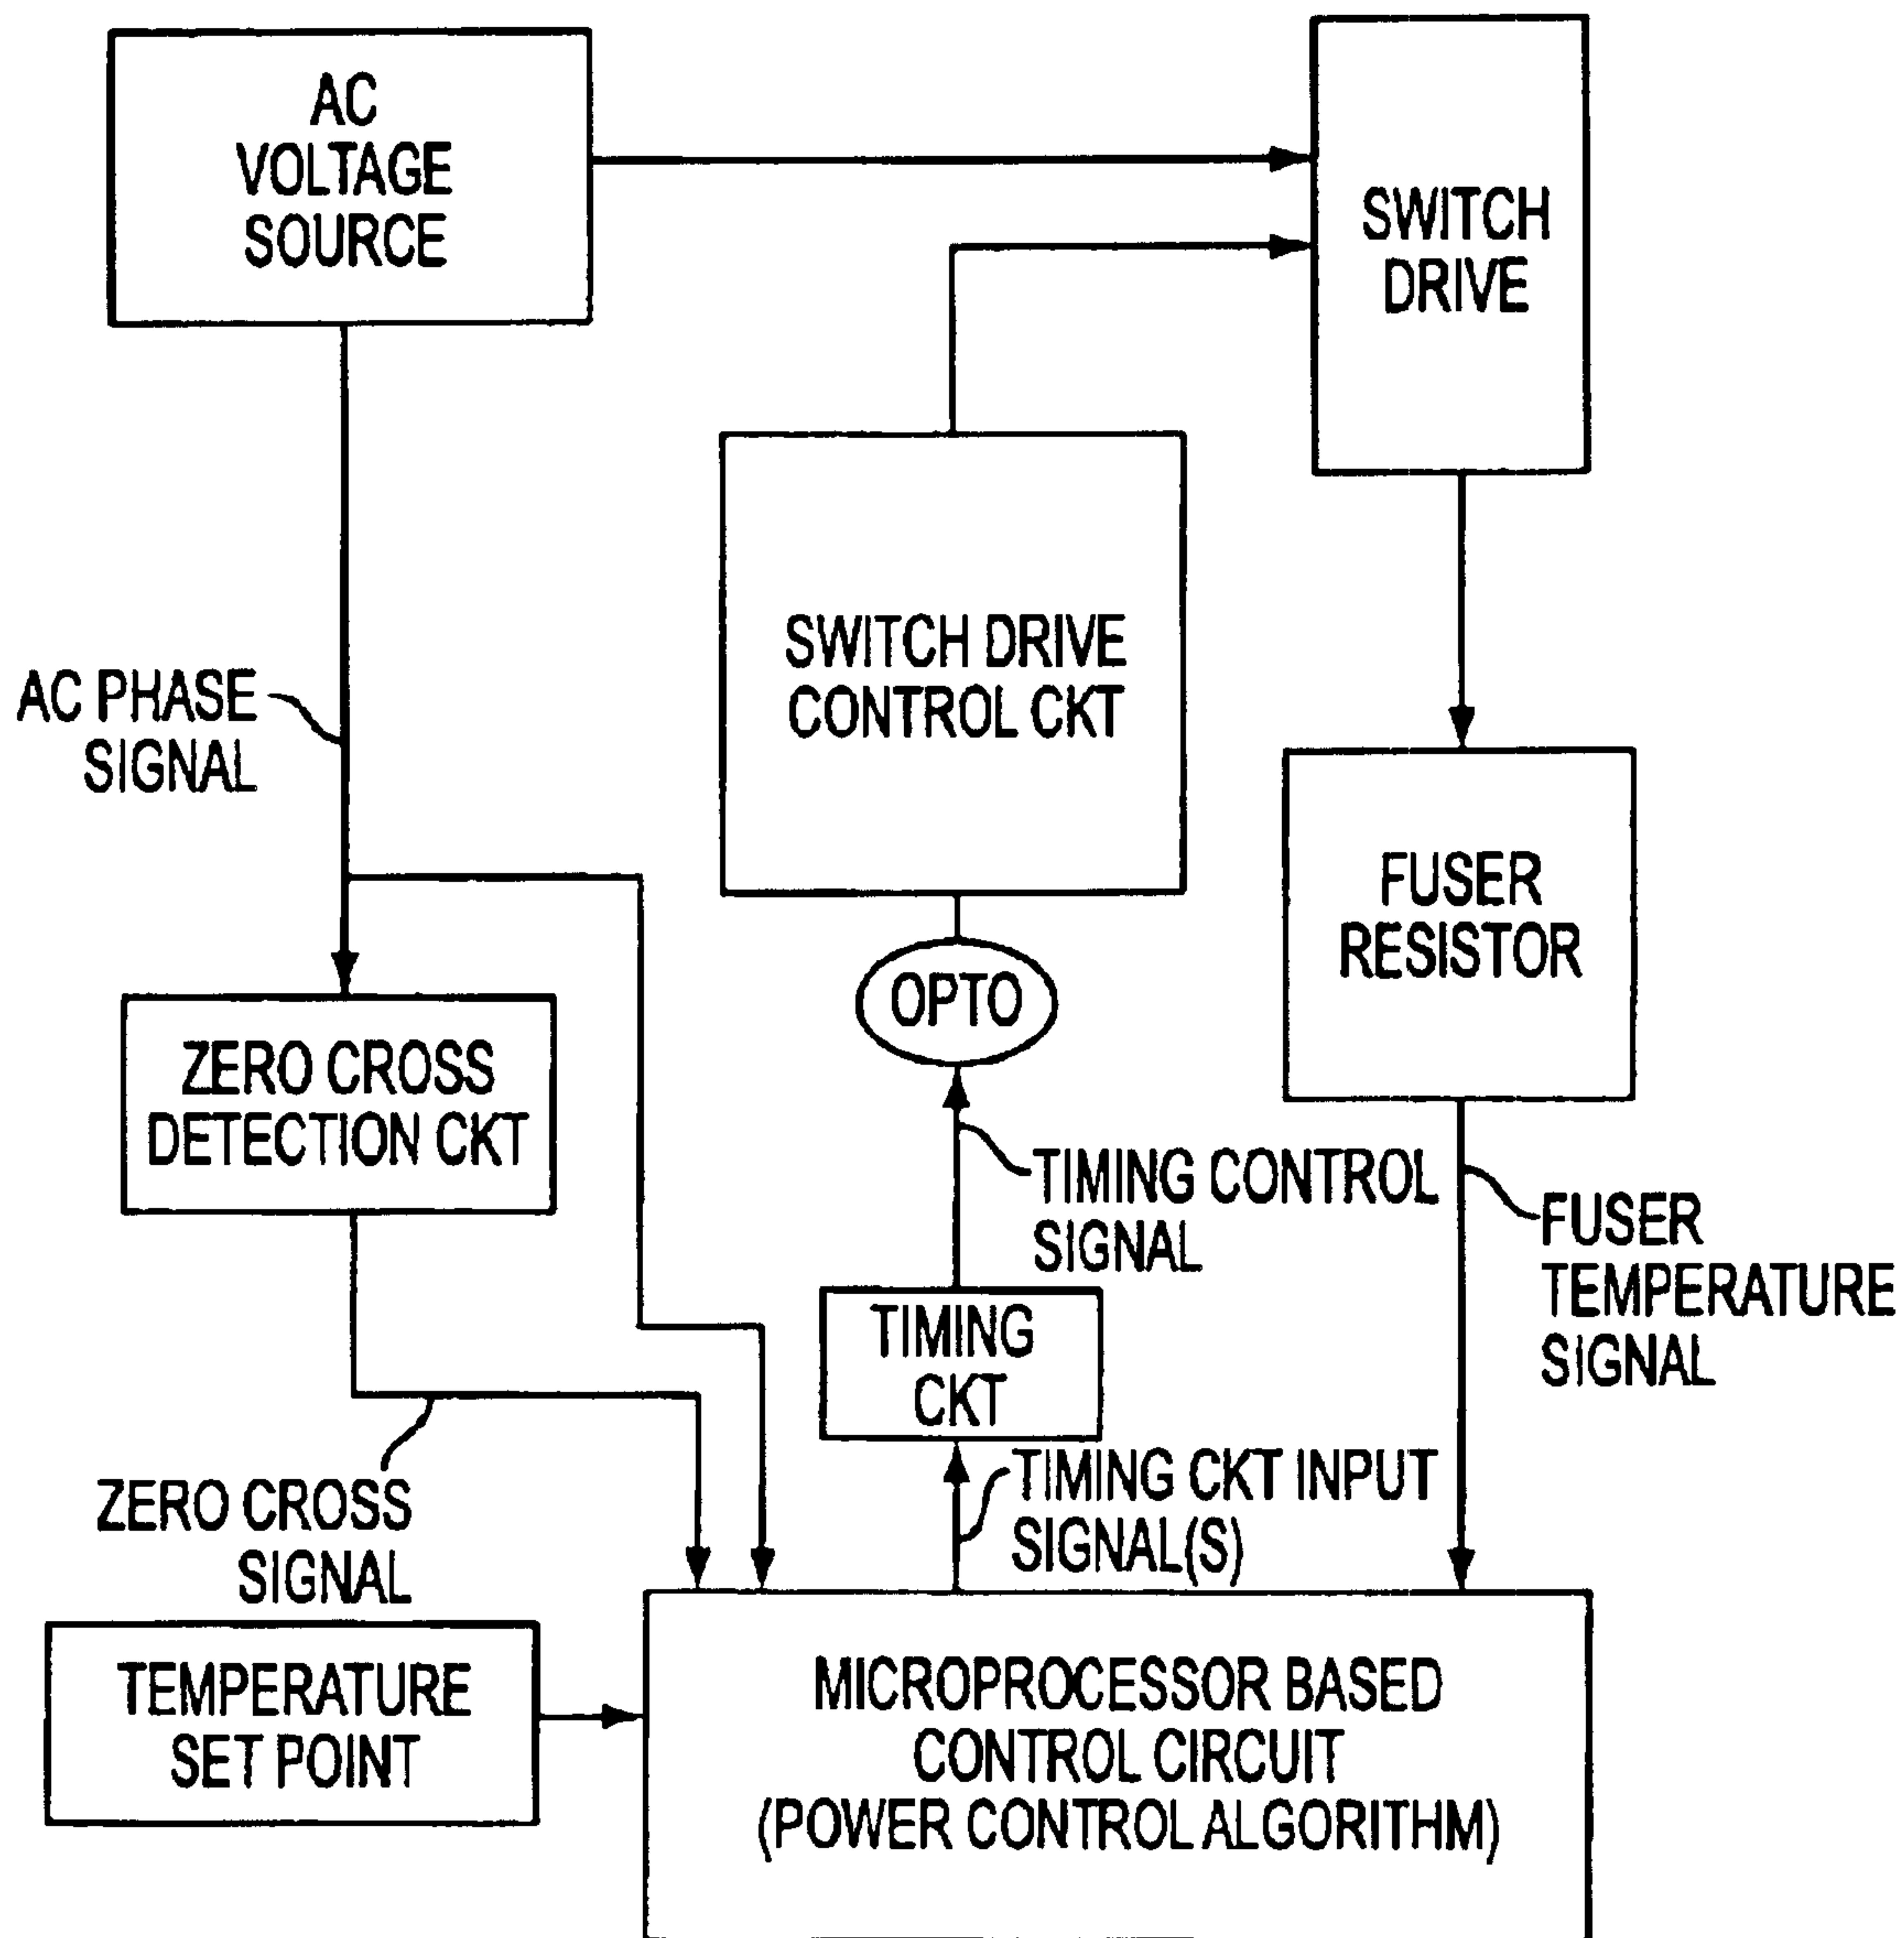 AC
VOLTAGE
SOURCE
SWITCH
DRIVE
SWITCH DRIVE
CONTROL CKT
AC PHASE
SIGNAL
FUSER
RESISTOR
OPTO
ZERO CROSS
DETECTION CKT
TIMING CONTROL
SIGNAL
FUSER
TEMPERATURE
SIGNAL
TIMING
CKT
ZERO CROSS
SIGNAL
TIMING CKT INPUT
SIGNAL(S)
TEMPERATURE
SET POINT
MICROPROCESSOR BASED
CONTROL CIRCUIT
(POWER CONTROL ALGORITHM)